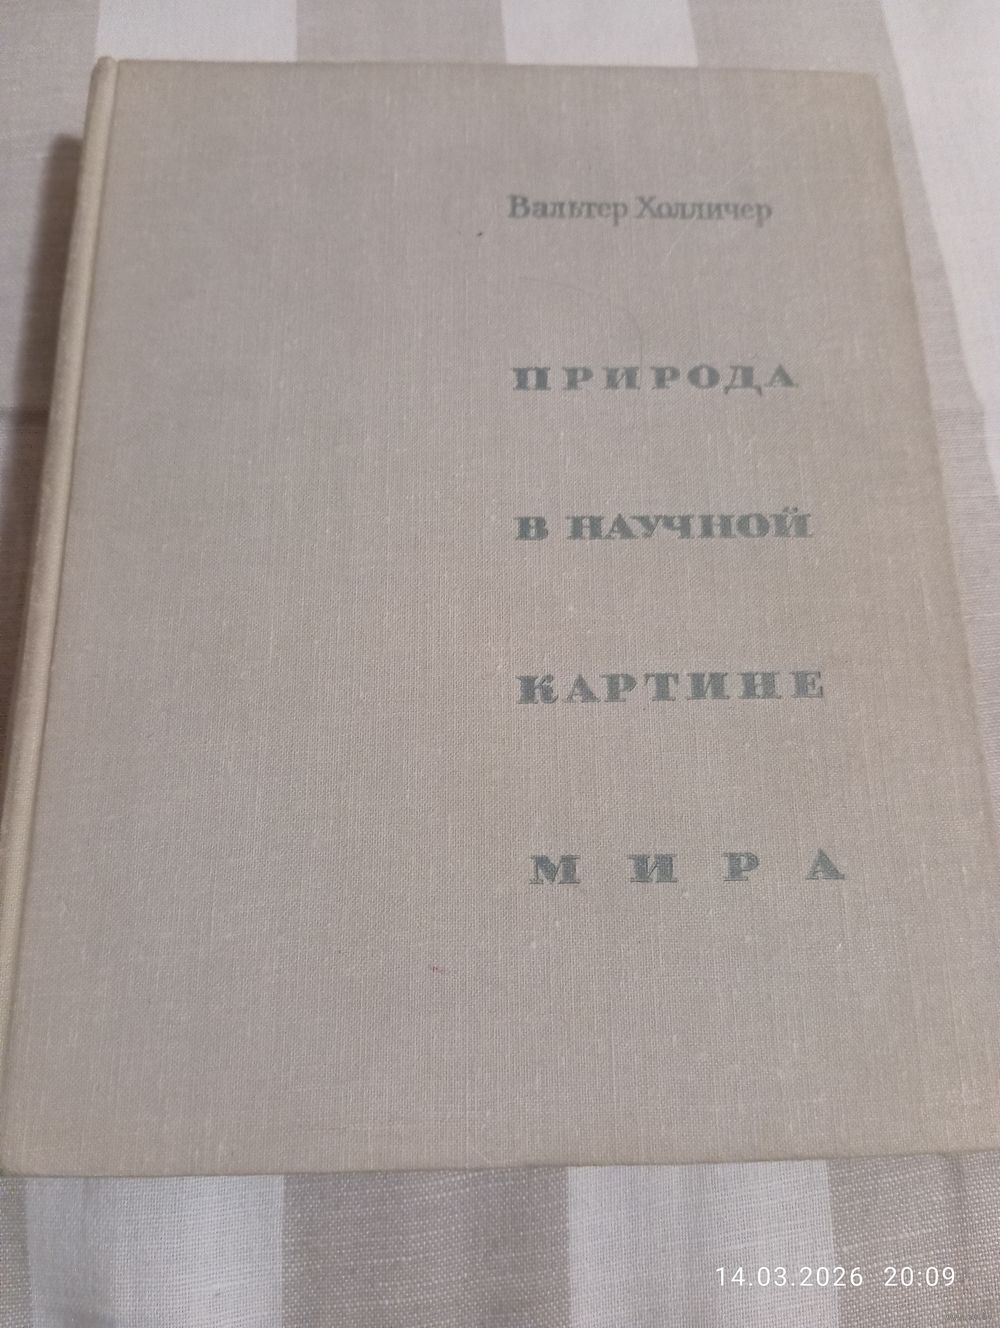 Вальтер Холличер
ПРИРОДА
В НАУЧНОЙ
КАРТИНЕ
МИРА
14.03.2026 20:09